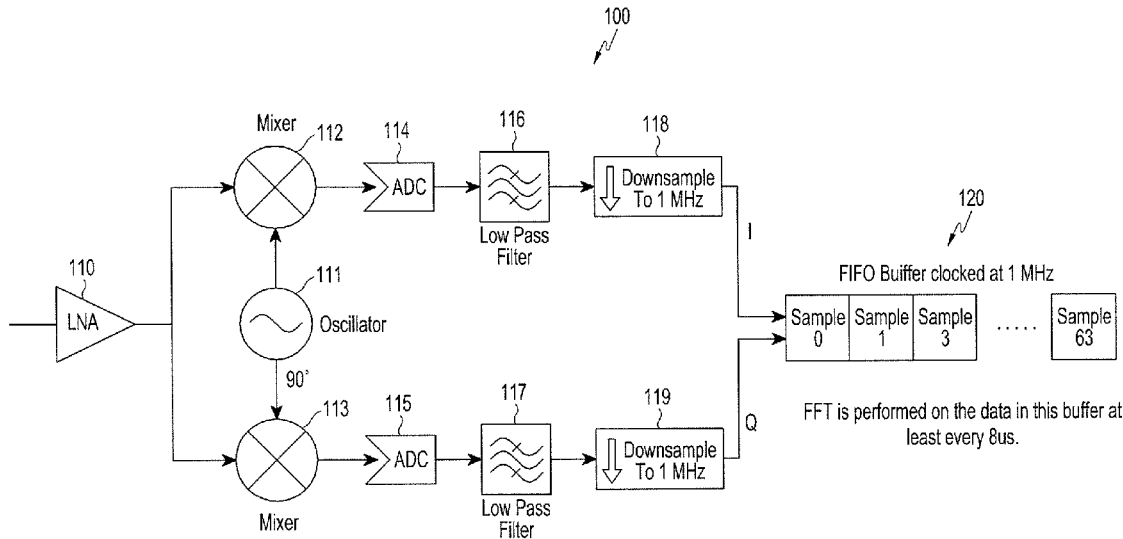 100
Mixer
112
114
ADC
116
Low Pass
Filter
118
Downsample
To 1 MHz
I
110
LNA
111
Oscillator
90°
113
Mixer
115
ADC
117
Low Pass
Filter
119
Downsample
To 1 MHz
Q
120
FIFO Buiffer clocked at 1 MHz
Sample
0
Sample
1
Sample
3
.....
Sample
63
FFT is performed on the data in this buffer at
least every 8us.